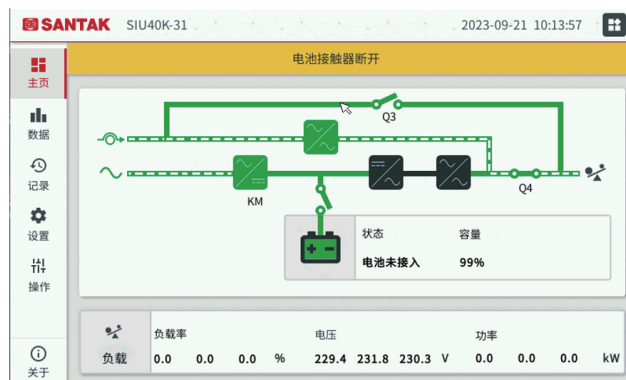 SANTAK SIU40K-31 2023-09-21 10:13:57
电池接触器断开
主页
数据
记录
设置
操作
关于
Q3
KM
Q4
状态 容量
电池未接入 99%
负载
负载率 电压 功率
0.0 0.0 0.0 % 229.4 231.8 230.3 V 0.0 0.0 0.0 kW